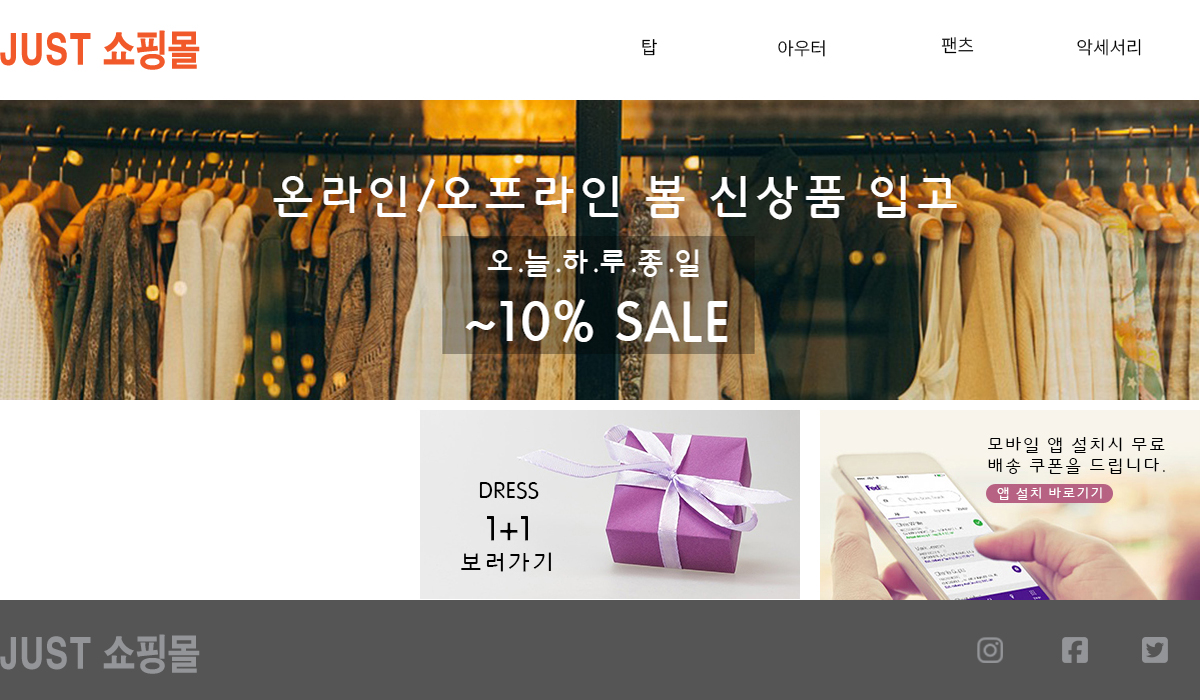 JUST 쇼핑몰
탑 아우터 팬츠 악세서리
온라인/오프라인 봄 신상품 입고
오.늘.하.루.종.일
~10% SALE
DRESS
1+1
보러가기
모바일 앱 설치시 무료
배송 쿠폰을 드립니다.
앱 설치 바로기기
FedEx
JUST 쇼핑몰